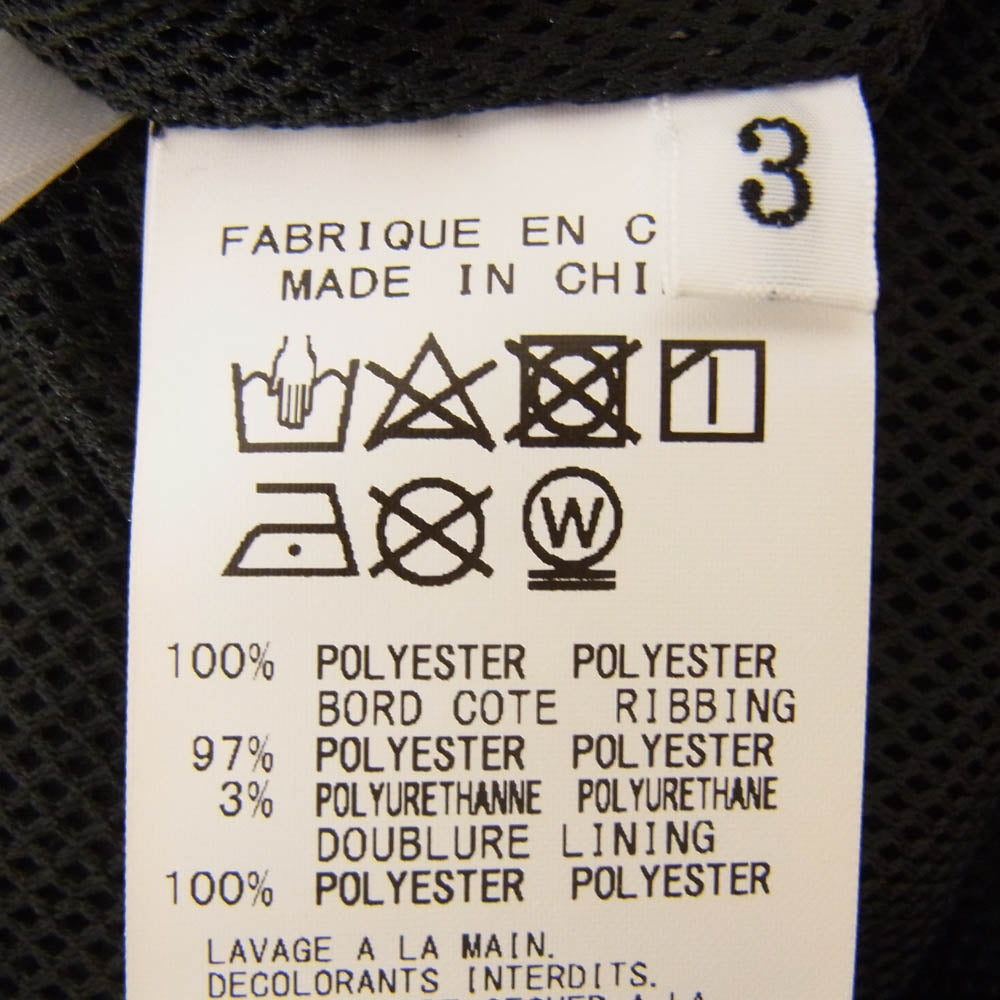 3
FABRIQUE EN
MADE IN
W
100% POLYESTER POLYESTER
BORD COTE RIBBING
97% POLYESTER POLYESTER
3% POLYURETHANNE POLYURETHANE
DOUBLURE LINING
100% POLYESTER POLYESTER
LAVAGE A LA MAIN.
DECOLORANTS INTERDITS.
A LA